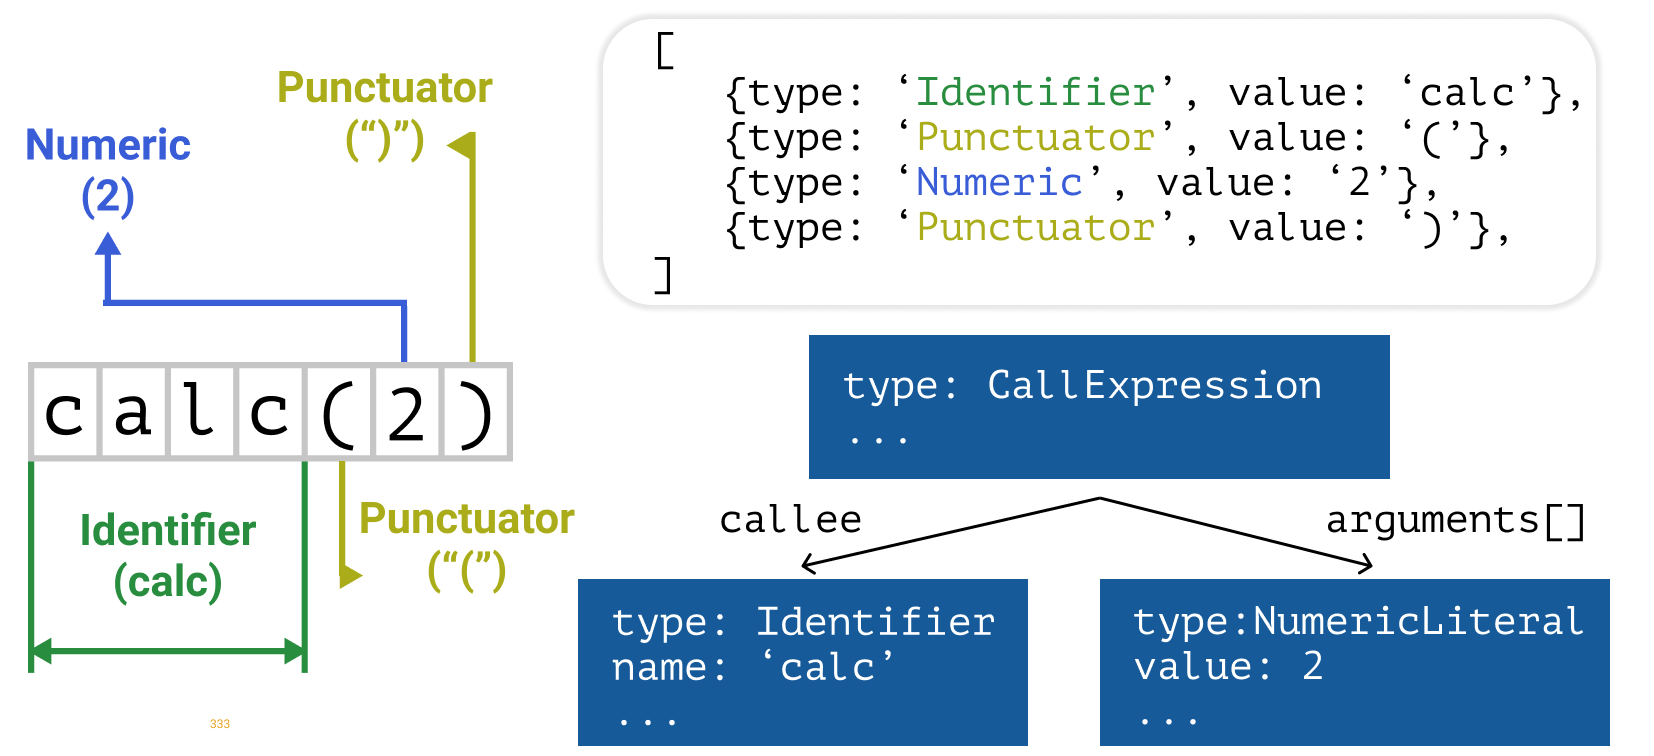 Punctuator
(“)”)
Numeric
(2)
calc(2)
Identifier
(calc)
Punctuator
(“(”)
333
[
{type: ‘Identifier’, value: ‘calc’},
{type: ‘Punctuator’, value: ‘(’},
{type: ‘Numeric’, value: ‘2’},
{type: ‘Punctuator’, value: ‘)’},
]
type: CallExpression
...
callee
arguments[]
type: Identifier
name: ‘calc’
...
type:NumericLiteral
value: 2
...